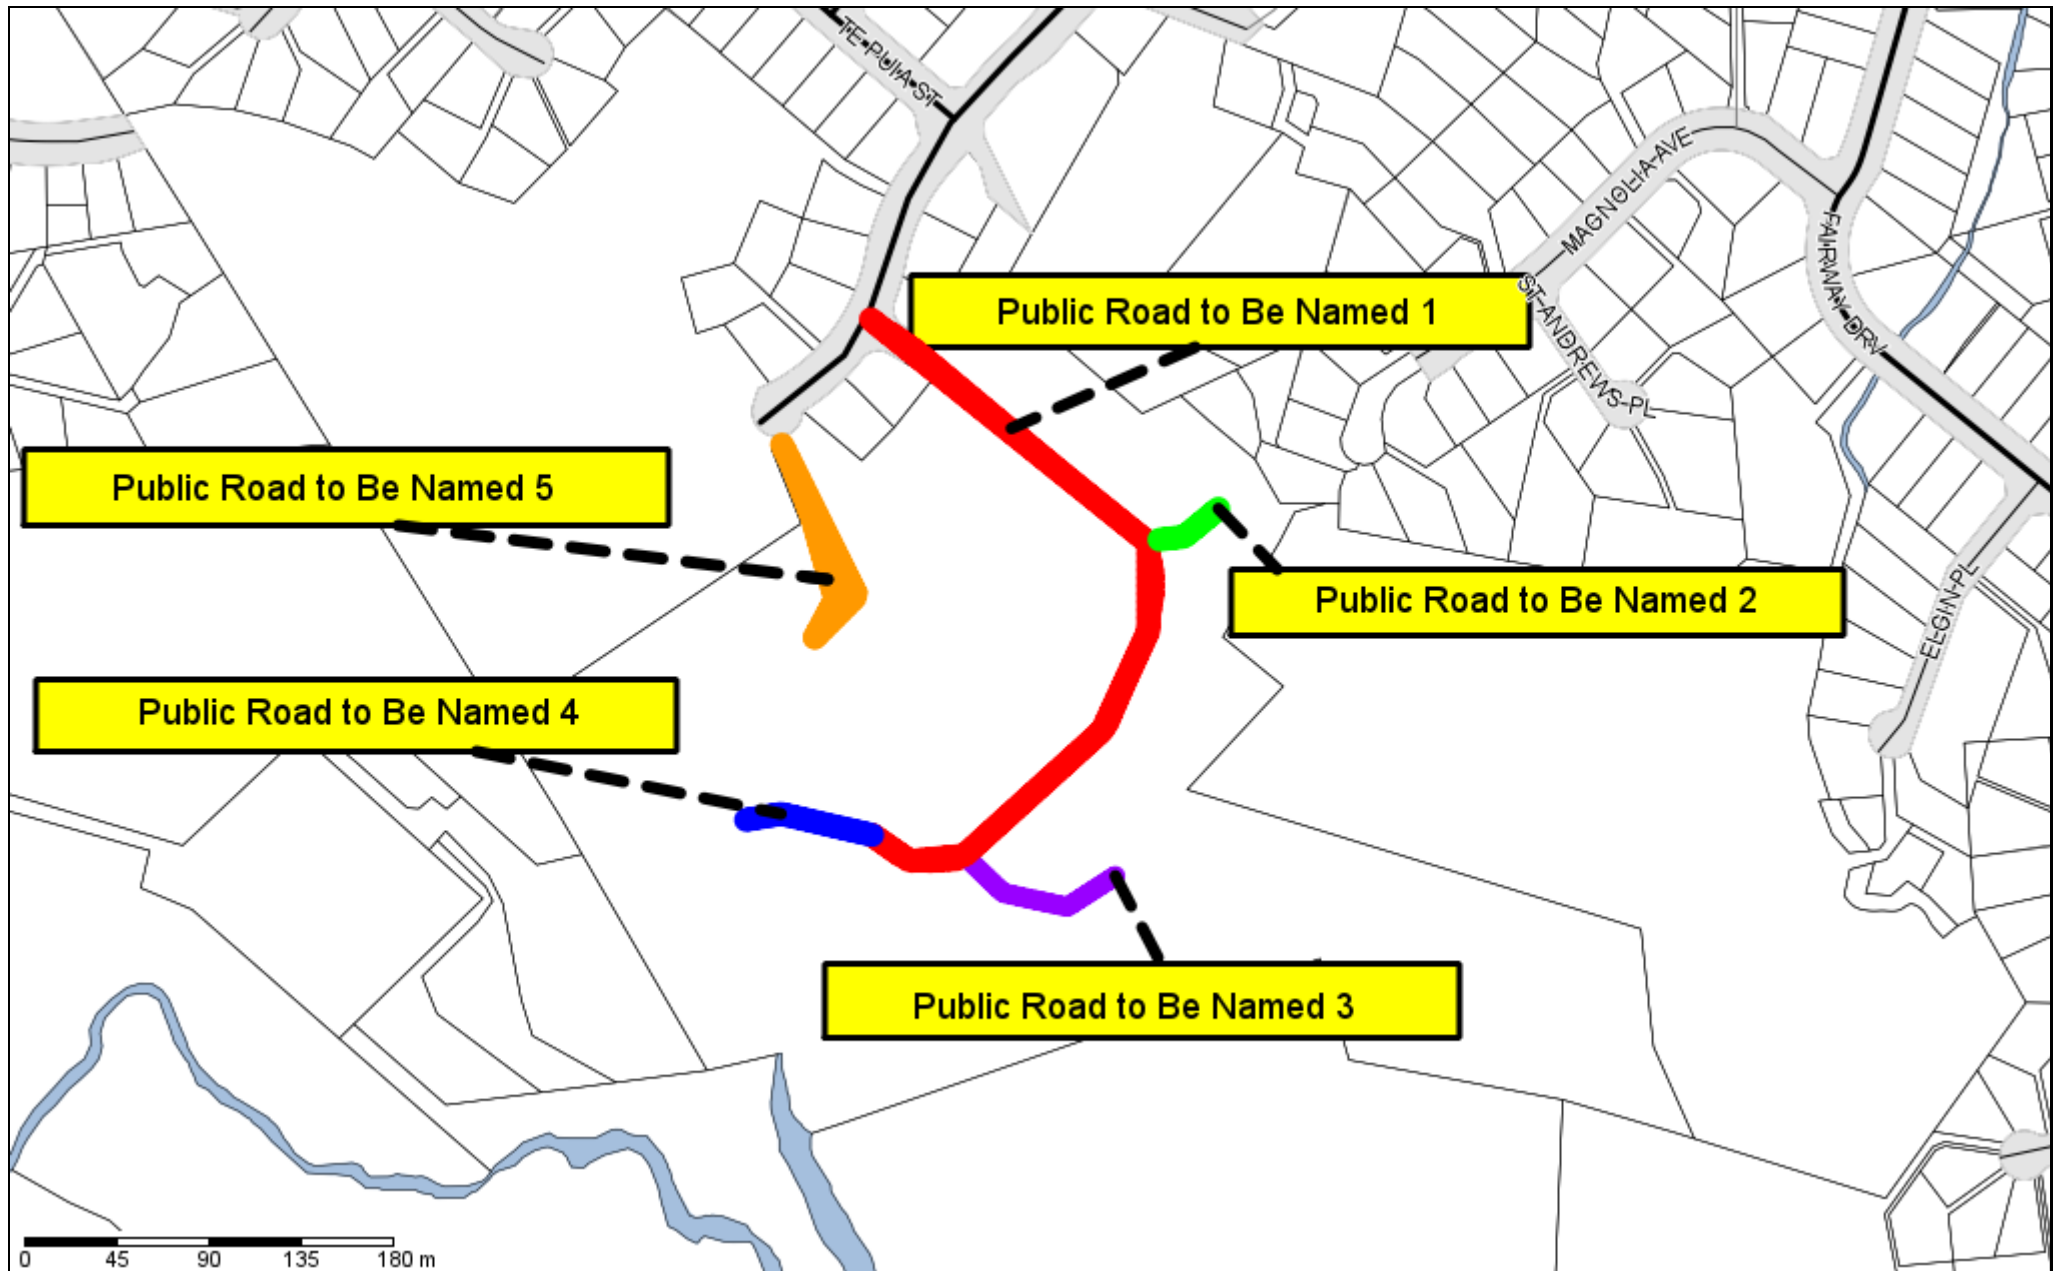 TE PUIA ST
MAGNOLIA AVE
FAIRWAY DRV
ST ANDREWS PL
Public Road to Be Named 1
Public Road to Be Named 5
Public Road to Be Named 2
ELGIN PL
Public Road to Be Named 4
Public Road to Be Named 3
0 45 90 135 180 m